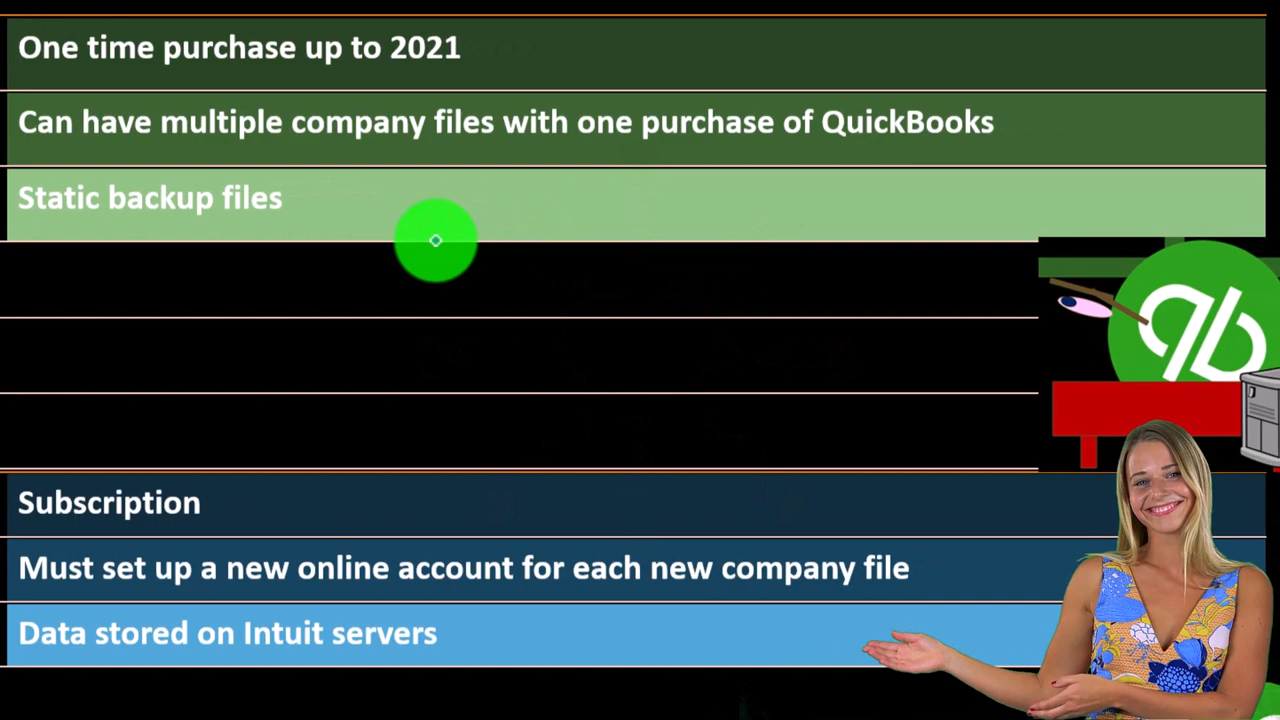 One time purchase up to 2021
Can have multiple company files with one purchase of QuickBooks
Static backup files
qb
Subscription
Must set up a new online account for each new company file
Data stored on Intuit servers